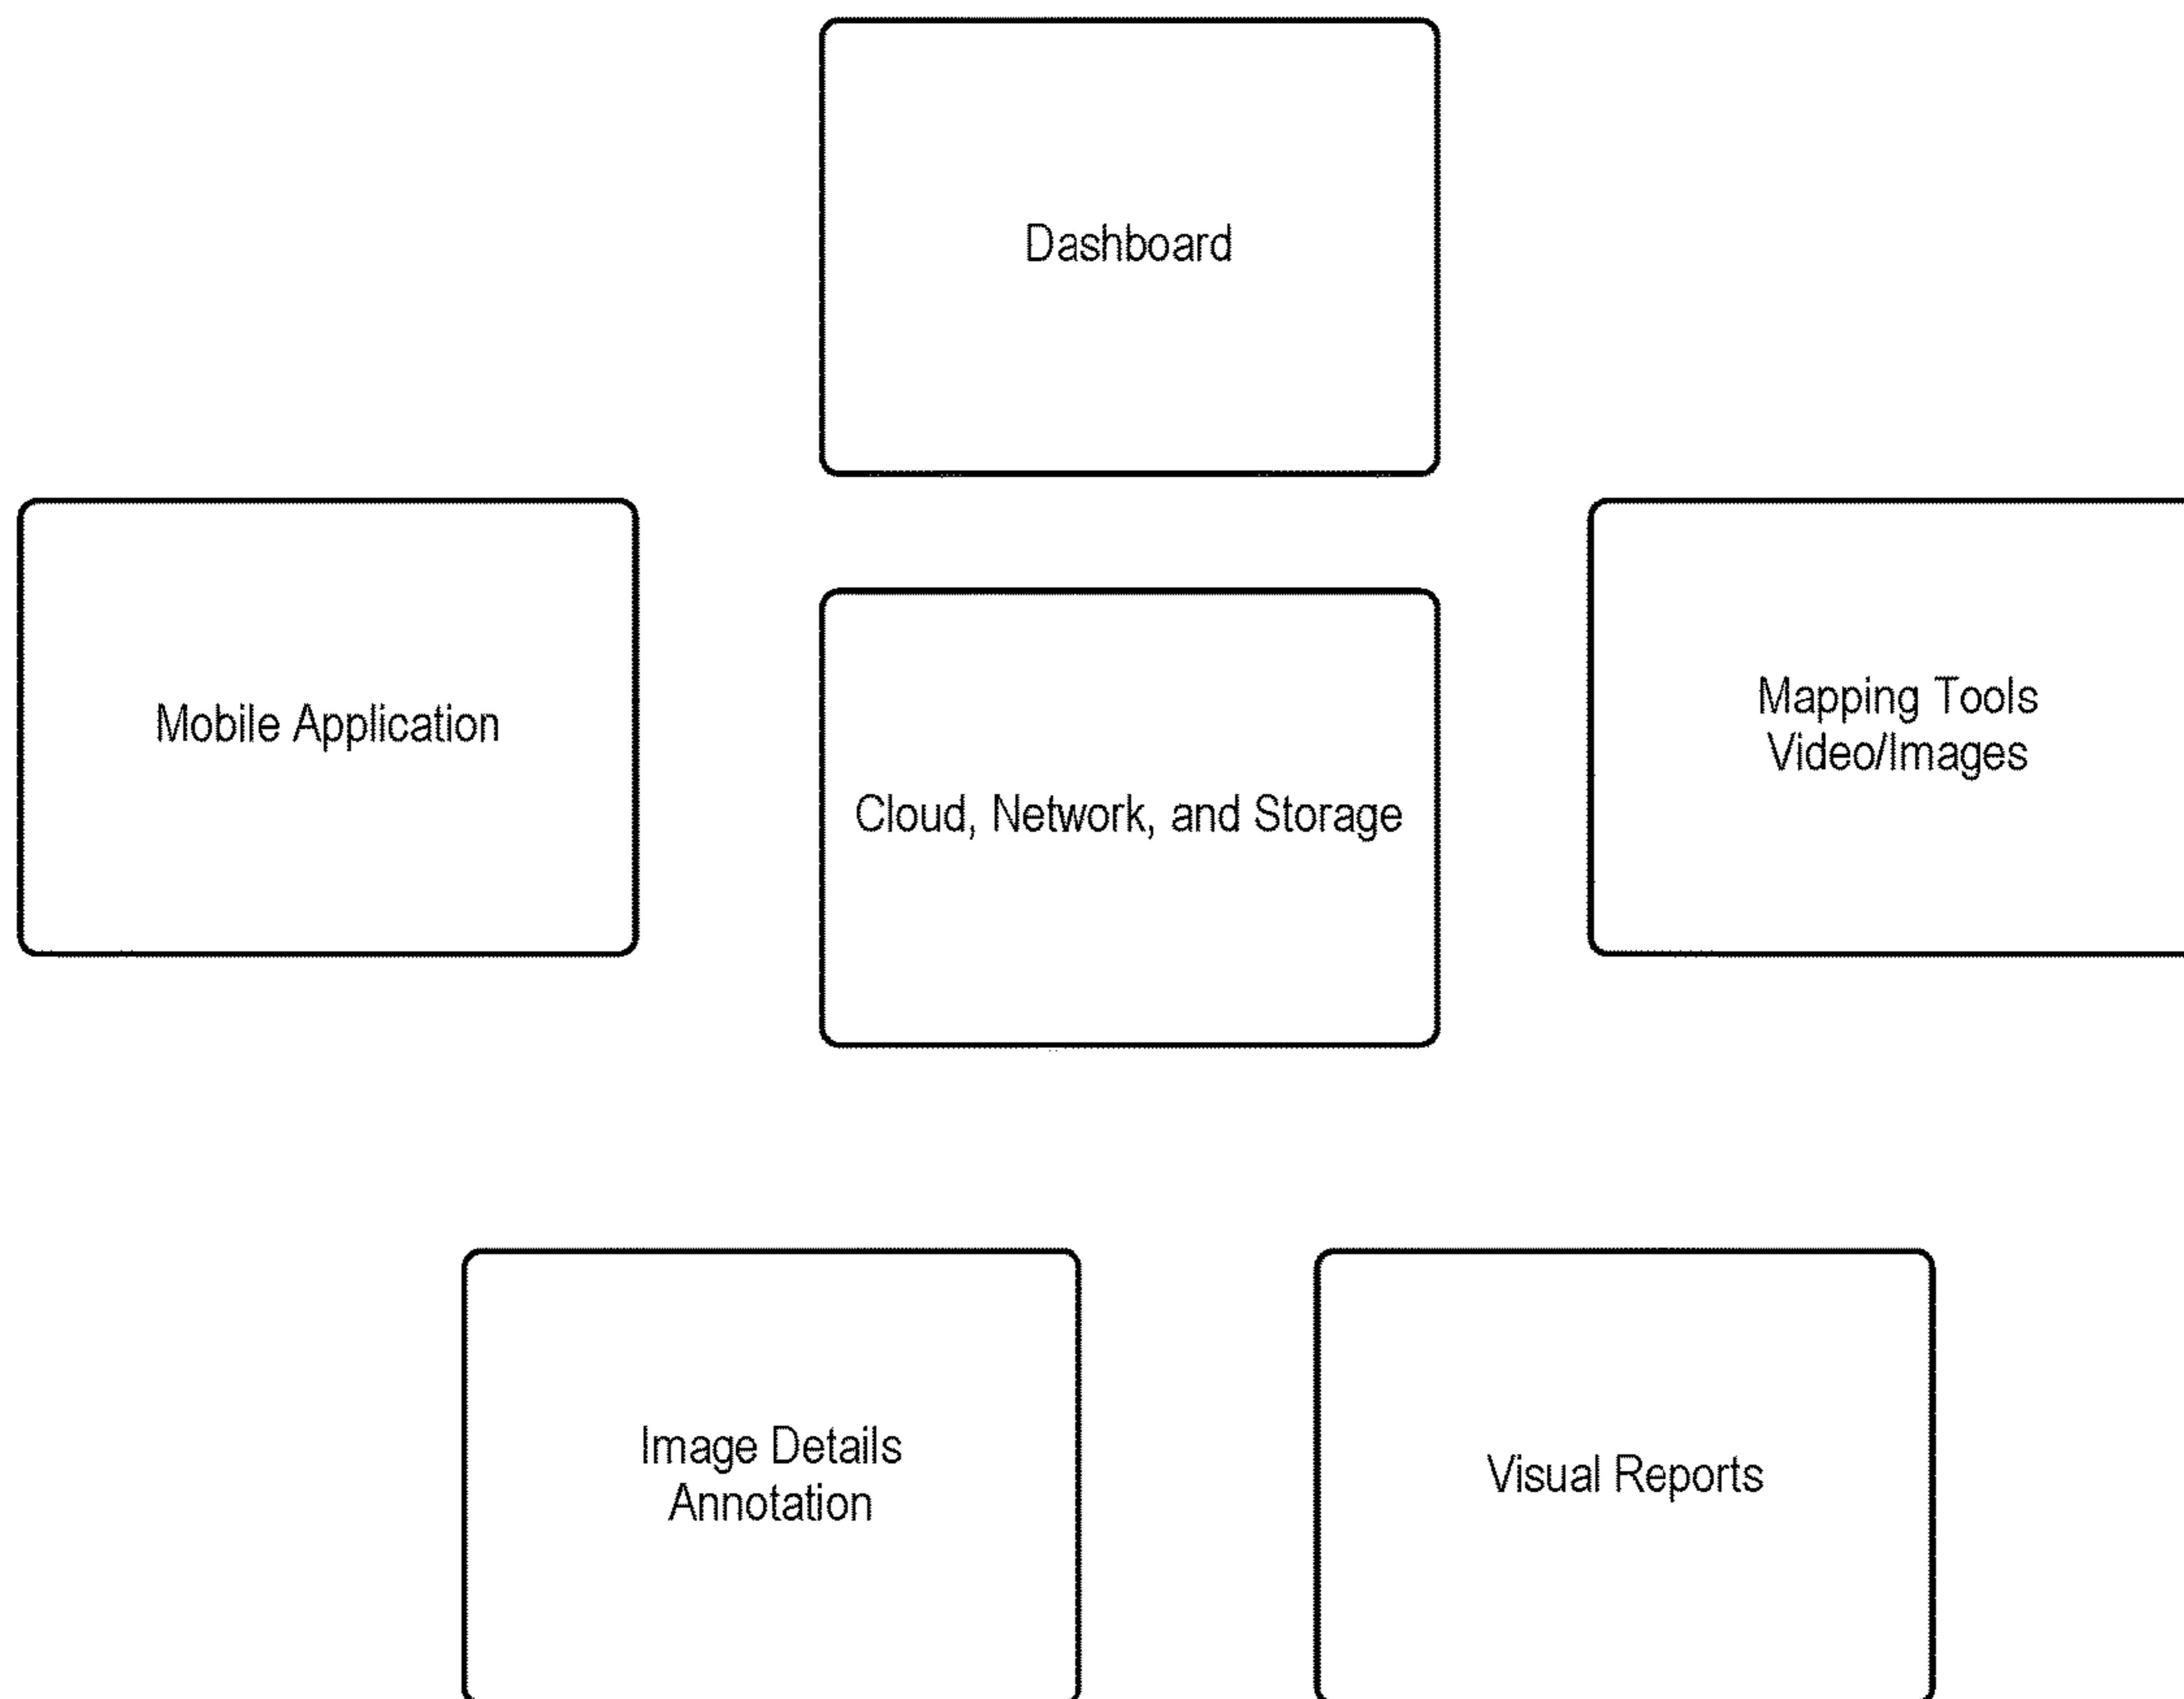 Dashboard
Mobile Application
Mapping Tools
Video/Images
Cloud, Network, and Storage
Image Details
Annotation
Visual Reports